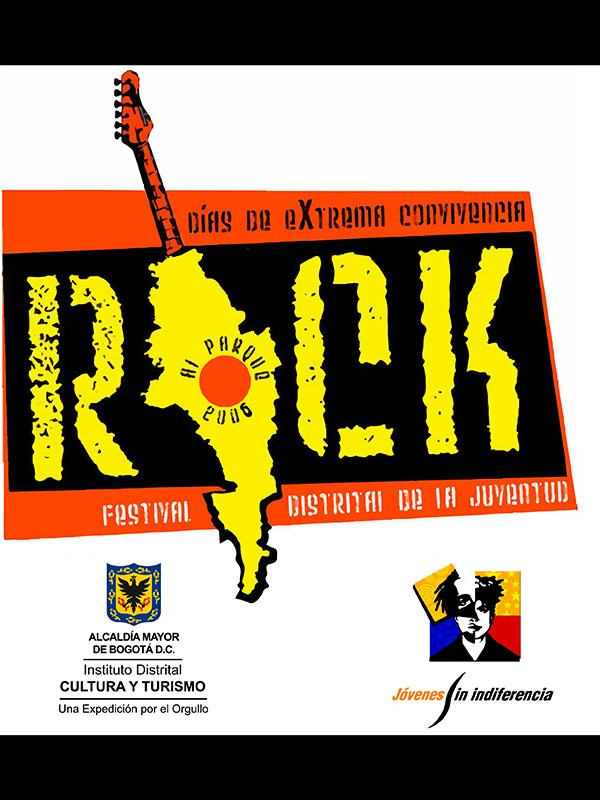 DÍAS DE EXTREMA CONVIVENCIA
ROCK
Al PARQUE
2006
FESTIVAL DISTRITAL DE LA JUVENTUD
ALCALDÍA MAYOR
DE BOGOTÁ D.C.
Instituto Distrital
CULTURA Y TURISMO
Una Expedición por el Orgullo
Jóvenes Sin indiferencia